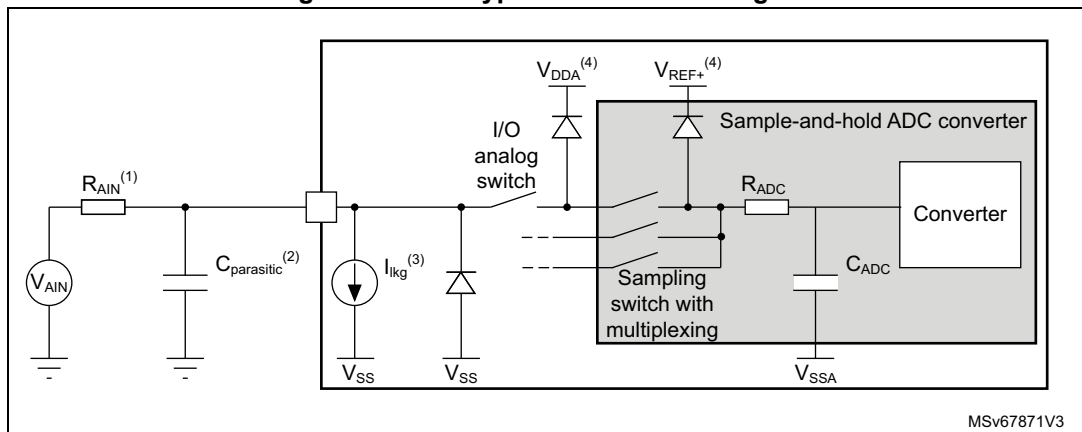 V_DDA^(4)
V_REF+^(4)
Sample-and-hold ADC converter
I/O
analog
switch
R_AIN^(1)
R_ADC
Converter
V_AIN
C_parasitic^(2)
I_lkg^(3)
Sampling
switch with
multiplexing
C_ADC
V_SS
V_SS
V_SSA
MSv67871V3